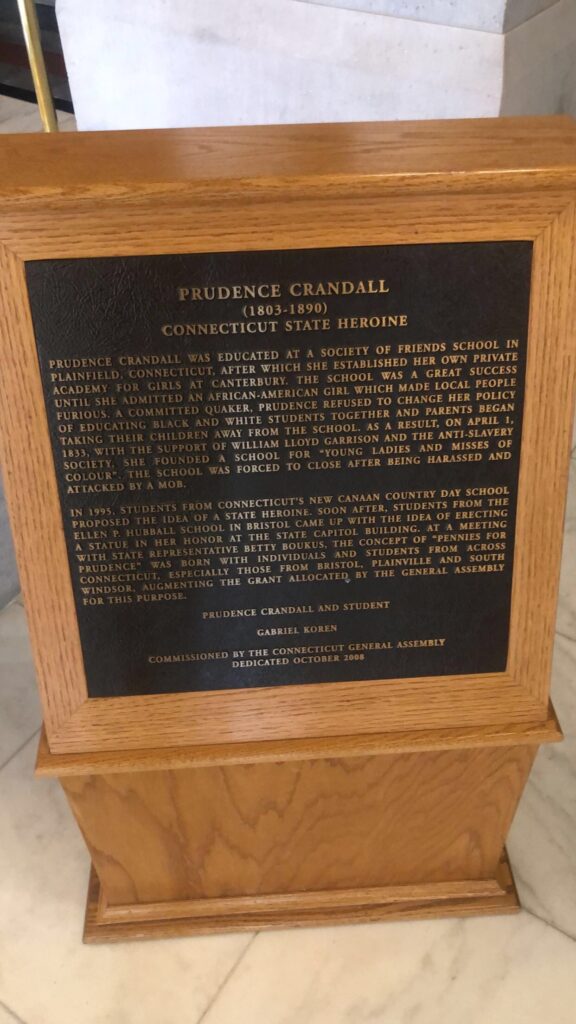 PRUDENCE CRANDALL
(1803-1890)
CONNECTICUT STATE HEROINE
PRUDENCE CRANDALL WAS EDUCATED AT A SOCIETY OF FRIENDS SCHOOL IN
PLAINFIELD, CONNECTICUT, AFTER WHICH SHE ESTABLISHED HER OWN PRIVATE
ACADEMY FOR GIRLS AT CANTERBURY. THE SCHOOL WAS A GREAT SUCCESS
UNTIL SHE ADMITTED AN AFRICAN-AMERICAN GIRL WHICH MADE LOCAL PEOPLE
FURIOUS. A COMMITTED QUAKER, PRUDENCE REFUSED TO CHANGE HER POLICY
OF EDUCATING BLACK AND WHITE STUDENTS TOGETHER AND PARENTS BEGAN
TAKING THEIR CHILDREN AWAY FROM THE SCHOOL. AS A RESULT, ON APRIL 1,
1833, WITH THE SUPPORT OF WILLIAM LLOYD GARRISON AND THE ANTI-SLAVERY
SOCIETY, SHE FOUNDED A SCHOOL FOR "YOUNG LADIES AND MISSES OF
COLOUR". THE SCHOOL WAS FORCED TO CLOSE AFTER BEING HARASSED AND
ATTACKED BY A MOB.
IN 1995, STUDENTS FROM CONNECTICUT'S NEW CANAAN COUNTRY DAY SCHOOL
PROPOSED THE IDEA OF A STATE HEROINE. SOON AFTER, STUDENTS FROM THE
ELLEN P. HUBBALL SCHOOL IN BRISTOL CAME UP WITH THE IDEA OF ERECTING
A STATUE IN HER HONOR AT THE STATE CAPITOL BUILDING. AT A MEETING
WITH STATE REPRESENTATIVE BETTY BOUKUS, THE CONCEPT OF "PENNIES FOR
PRUDENCE" WAS BORN WITH INDIVIDUALS AND STUDENTS FROM ACROSS
CONNECTICUT, ESPECIALLY THOSE FROM BRISTOL, PLAINVILLE AND SOUTH
WINDSOR, AUGMENTING THE GRANT ALLOCATED BY THE GENERAL ASSEMBLY
FOR THIS PURPOSE.
PRUDENCE CRANDALL AND STUDENT
GABRIEL KOREN
COMMISSIONED BY THE CONNECTICUT GENERAL ASSEMBLY
DEDICATED OCTOBER 2008